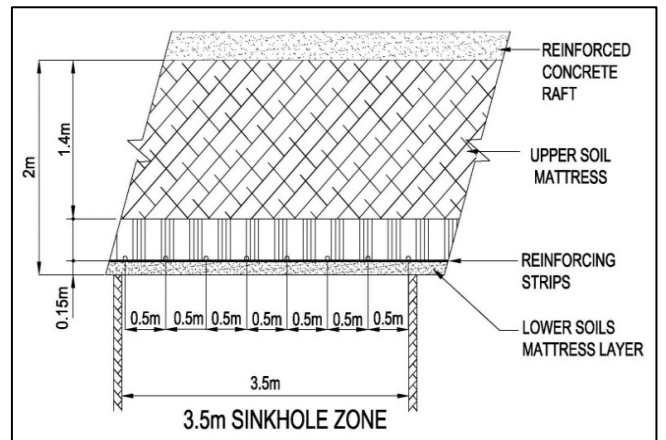 REINFORCED
CONCRETE
RAFT
2m
1.4m
UPPER SOIL
MATTRESS
REINFORCING
STRIPS
0.15m
0.5m 0.5m 0.5m 0.5m 0.5m 0.5m 0.5m
LOWER SOILS
MATTRESS LAYER
3.5m
3.5m SINKHOLE ZONE